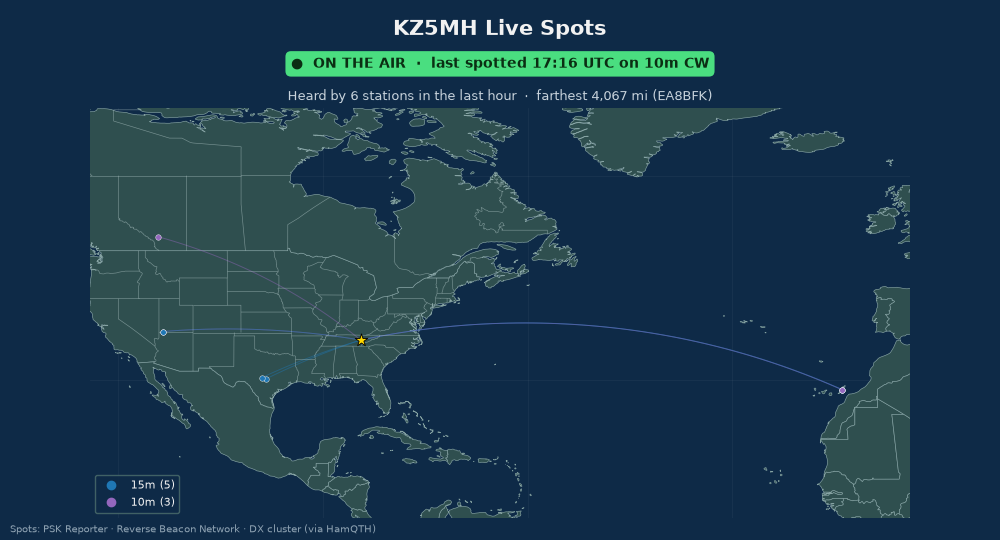 KZ5MH Live Spots
● ON THE AIR · last spotted 17:16 UTC on 10m CW
Heard by 6 stations in the last hour · farthest 4,067 mi (EA8BFK)
15m (5)
10m (3)
Spots: PSK Reporter · Reverse Beacon Network · DX cluster (via HamQTH)